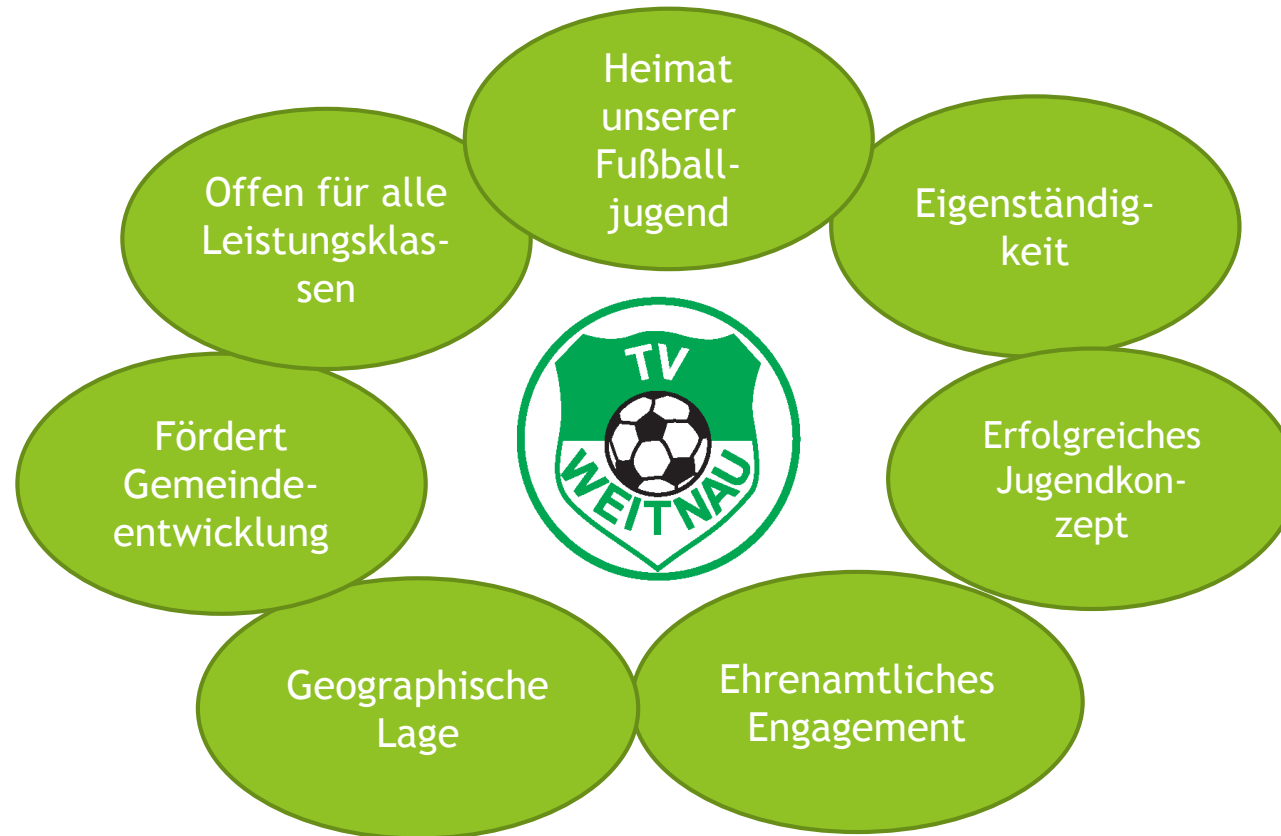 Heimat
unserer
Fußball-
jugend
Eigenständig-
keit
Erfolgreiches
Jugendkon-
zept
Ehrenamtliches
Engagement
Geographische
Lage
Fördert
Gemeinde-
entwicklung
Offen für alle
Leistungsklas-
sen
TV
WEITNAU